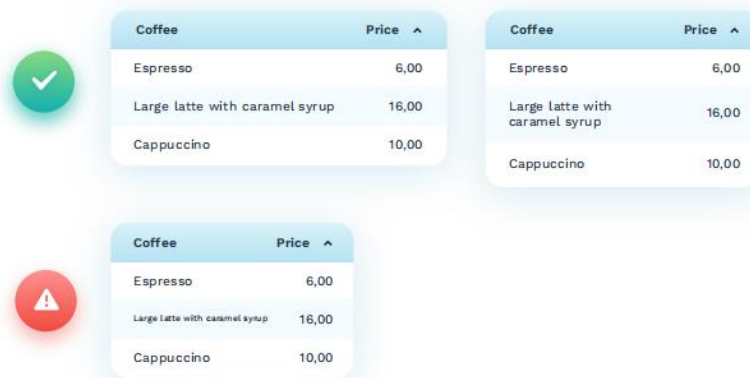 Coffee Price
Espresso 6,00
Large latte with caramel syrup 16,00
Cappuccino 10,00
Coffee Price
Espresso 6,00
Large latte with
caramel syrup 16,00
Cappuccino 10,00
Coffee Price
Espresso 6,00
Large latte with caramel syrup 16,00
Cappuccino 10,00